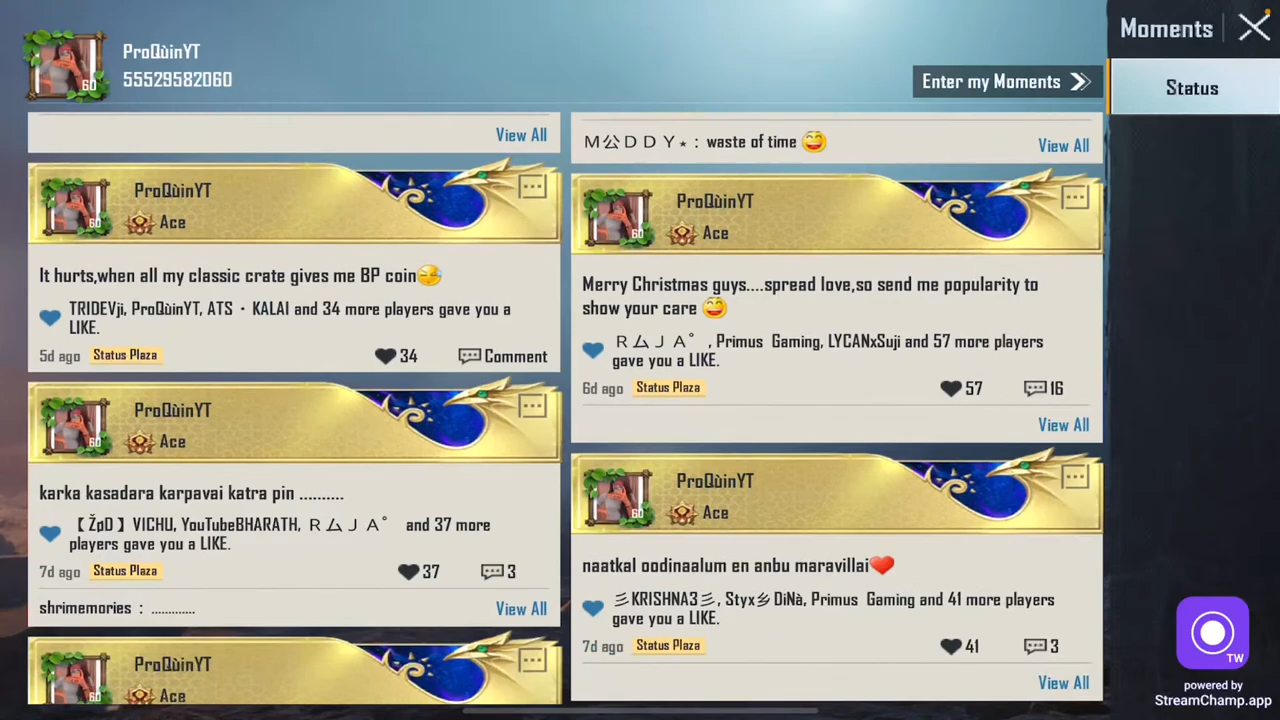 ProQùinYT
55529582060
Enter my Moments
Moments
Status
View All
ProQùinYT
60
Ace
It hurts,when all my classic crate gives me BP coin😪
TRIDEVji, ProQùinYT, ATS・KALAI and 34 more players gave you a
LIKE.
5d ago Status Plaza 34 Comment
ProQùinYT
60
Ace
karka kasadara karpavai katra pin ..........
【ŽøD】VICHU, YouTubeBHARATH, ＲムＪＡ° and 37 more
players gave you a LIKE.
7d ago Status Plaza 37 3
shrimemories : ............. View All
ProQùinYT
60
Ace
M公ＤＤＹ⋆ : waste of time 😄
View All
ProQùinYT
60
Ace
Merry Christmas guys....spread love,so send me popularity to
show your care 😄
ＲムＪＡ° , Primus Gaming, LYCANxSuji and 57 more players
gave you a LIKE.
6d ago Status Plaza 57 16
View All
ProQùinYT
60
Ace
naatkal oodinaalum en anbu maravillai❤
彡KRISHNA3彡, Styx乡DiNà, Primus Gaming and 41 more players
gave you a LIKE.
7d ago Status Plaza 41 3
View All
TW
powered by
StreamChamp.app